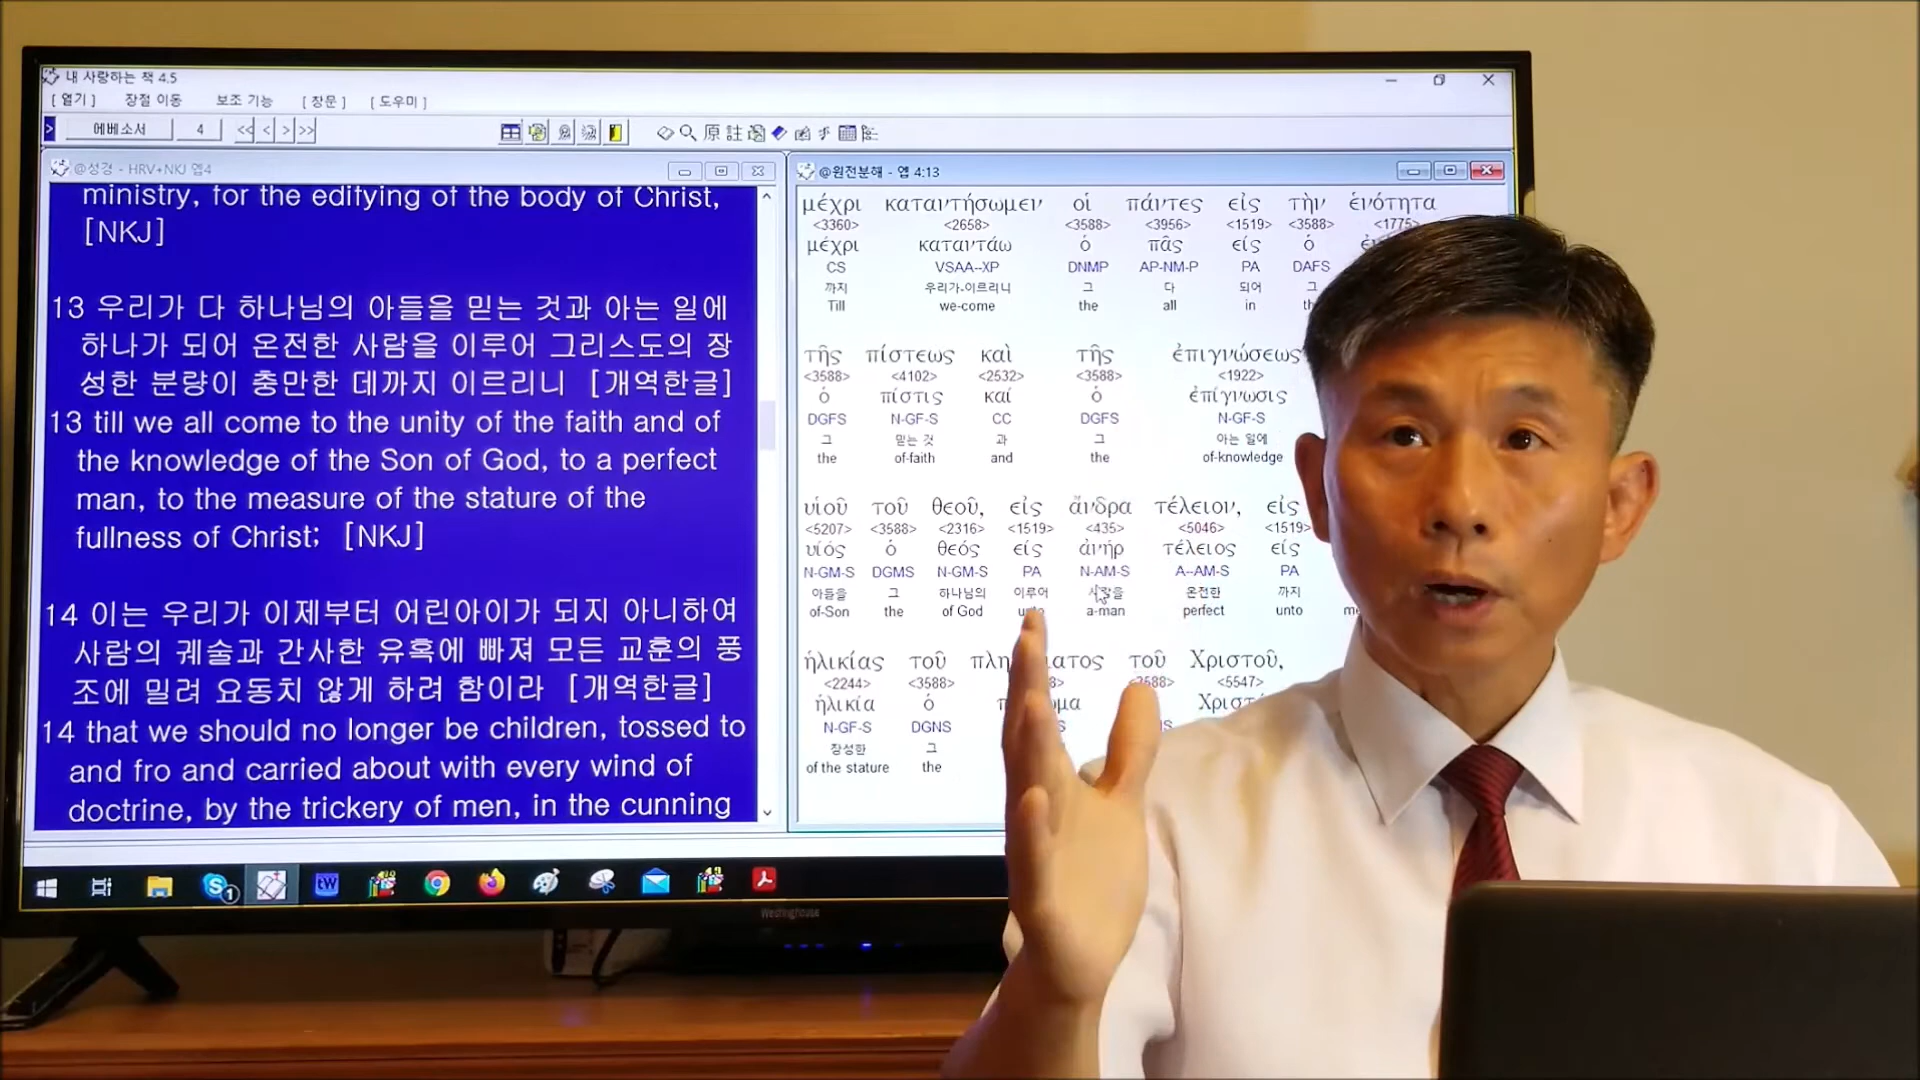 내 사랑하는 책 4.5
[ 열기 ] 장절 이동 보조 기능 [ 창문 ] [ 도우미 ]
> 에베소서 4 << < > >>
原 註
@성경 - HRV+NKJ 엡4
ministry, for the edifying of the body of Christ,
[NKJ]
13 우리가 다 하나님의 아들을 믿는 것과 아는 일에
하나가 되어 온전한 사람을 이루어 그리스도의 장
성한 분량이 충만한 데까지 이르리니 [개역한글]
13 till we all come to the unity of the faith and of
the knowledge of the Son of God, to a perfect
man, to the measure of the stature of the
fullness of Christ; [NKJ]
14 이는 우리가 이제부터 어린아이가 되지 아니하여
사람의 궤술과 간사한 유혹에 빠져 모든 교훈의 풍
조에 밀려 요동치 않게 하려 함이라 [개역한글]
14 that we should no longer be children, tossed to
and fro and carried about with every wind of
doctrine, by the trickery of men, in the cunning
@원전분해 - 엡 4:13
μέχρι καταντήσωμεν οἱ πάντες εἰς τὴν ἑνότητα
<3360> <2658> <3588> <3956> <1519> <3588> <1775>
μέχρι καταντάω ὁ πᾶς εἰς ὁ
CS VSAA--XP DNMP AP-NM-P PA DAFS
까지 우리가-이르리니 그 다 되어 그
Till we-come the all in
τῆς πίστεως καὶ τῆς ἐπιγνώσεως
<3588> <4102> <2532> <3588> <1922>
ὁ πίστις καί ὁ ἐπίγνωσις
DGFS N-GF-S CC DGFS N-GF-S
그 믿는 것 과 그 아는 일에
the of-faith and the of-knowledge
υἱοῦ τοῦ θεοῦ, εἰς ἄνδρα τέλειον, εἰς
<5207> <3588> <2316> <1519> <435> <5046> <1519>
υἱός ὁ θεός εἰς ἀνήρ τέλειος εἰς
N-GM-S DGMS N-GM-S PA N-AM-S A--AM-S PA
아들을 그 하나님의 이루어 사람을 온전한 까지
of-Son the of God unto a-man perfect unto
ἡλικίας τοῦ τοῦ Χριστοῦ,
<2244> <3588> <3588> <5547>
ἡλικία ὁ
N-GF-S DGNS
장성한 그
of the stature the
tW
1
Westinghouse